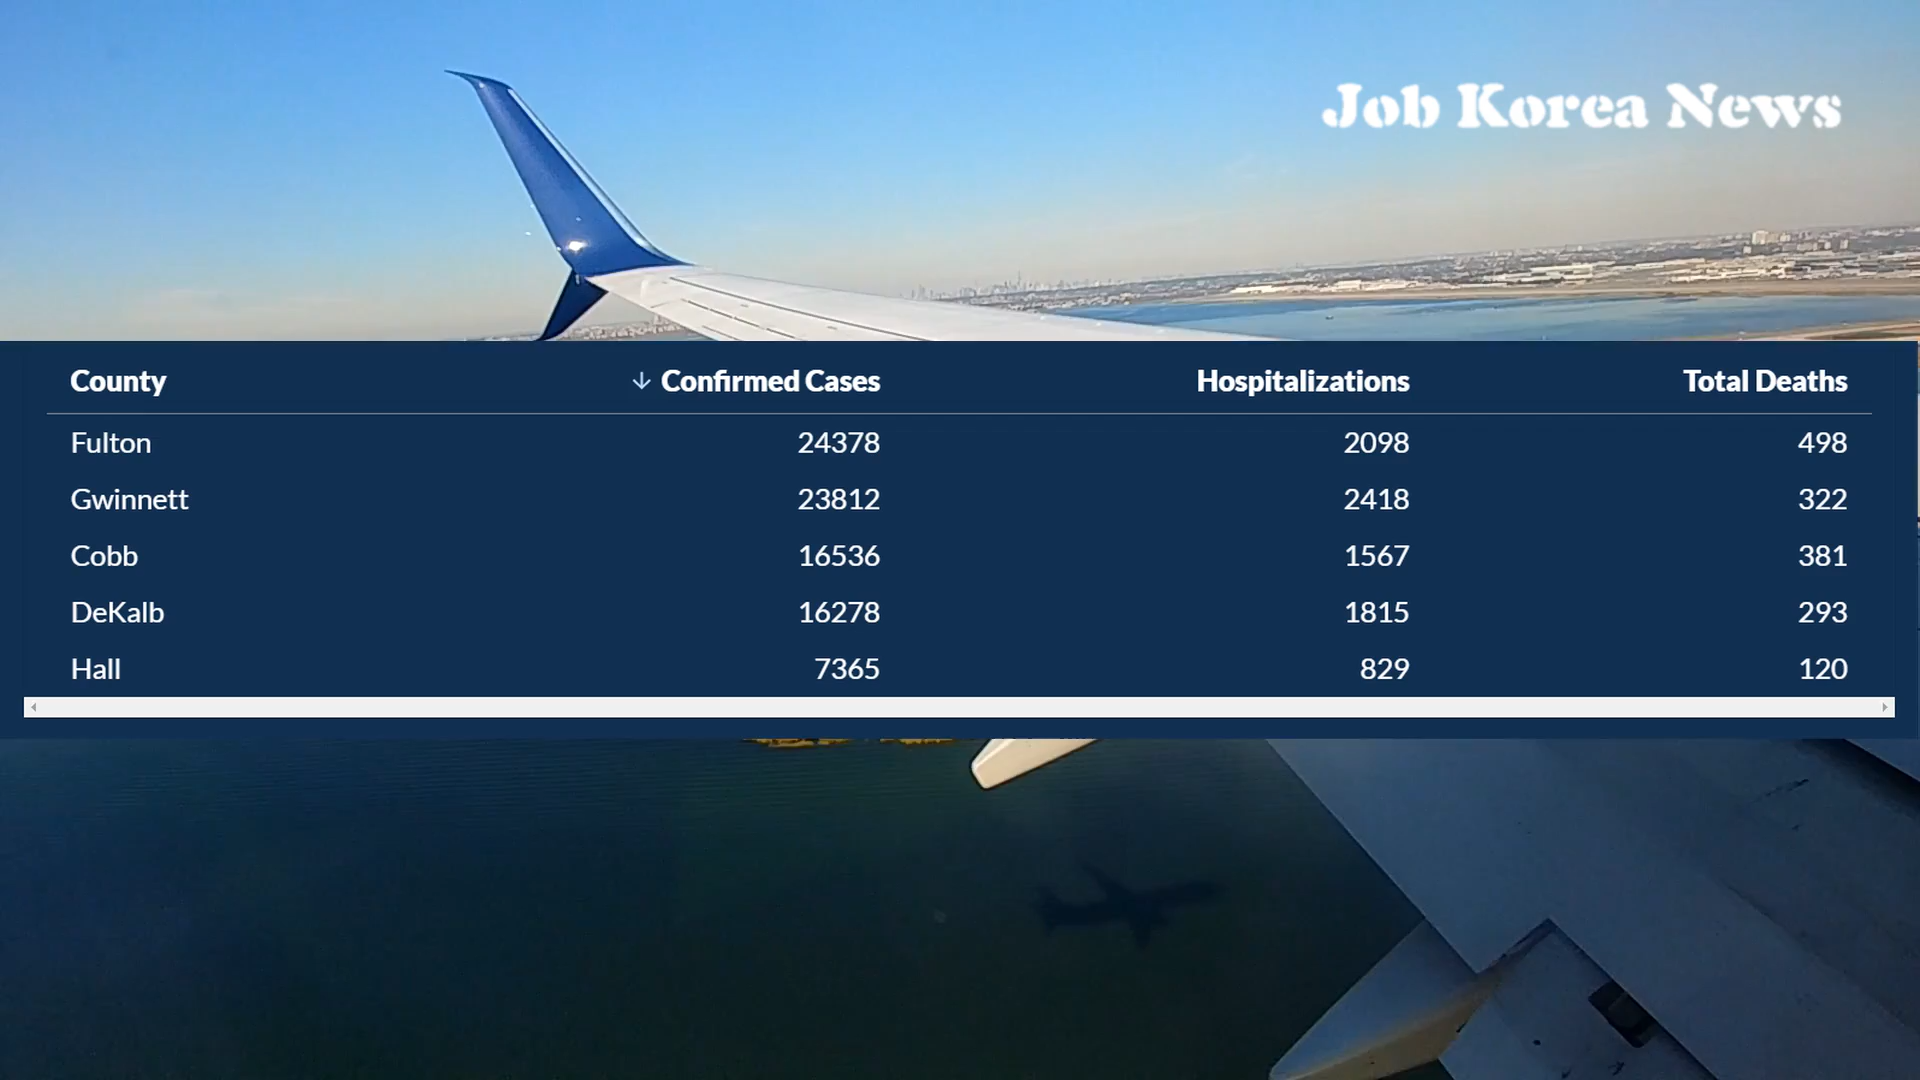 Job Korea News
County ↓ Confirmed Cases Hospitalizations Total Deaths
Fulton 24378 2098 498
Gwinnett 23812 2418 322
Cobb 16536 1567 381
DeKalb 16278 1815 293
Hall 7365 829 120